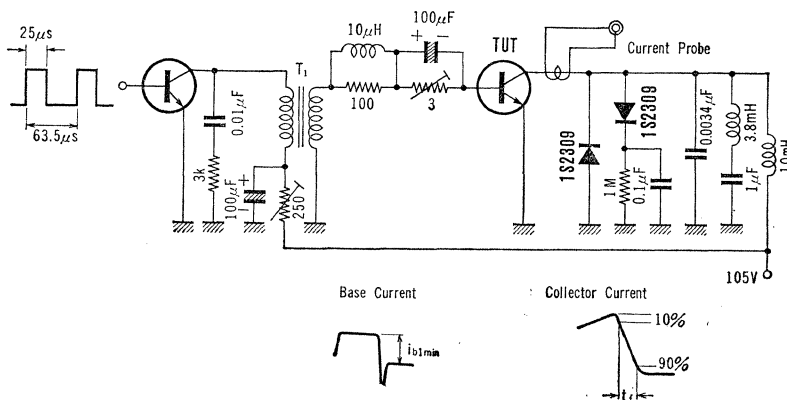 25μs
63.5μs
0.01μF
3k
100μF
+
−
250
T₁
10μH
100
100μF
+ −
3
TUT
Current Probe
1S2309
1S2309
1M
0.1μF
0.0034μF
3.8mH
1μF
10mH
105V
Base Current
ib1min
Collector Current
10%
90%
tf